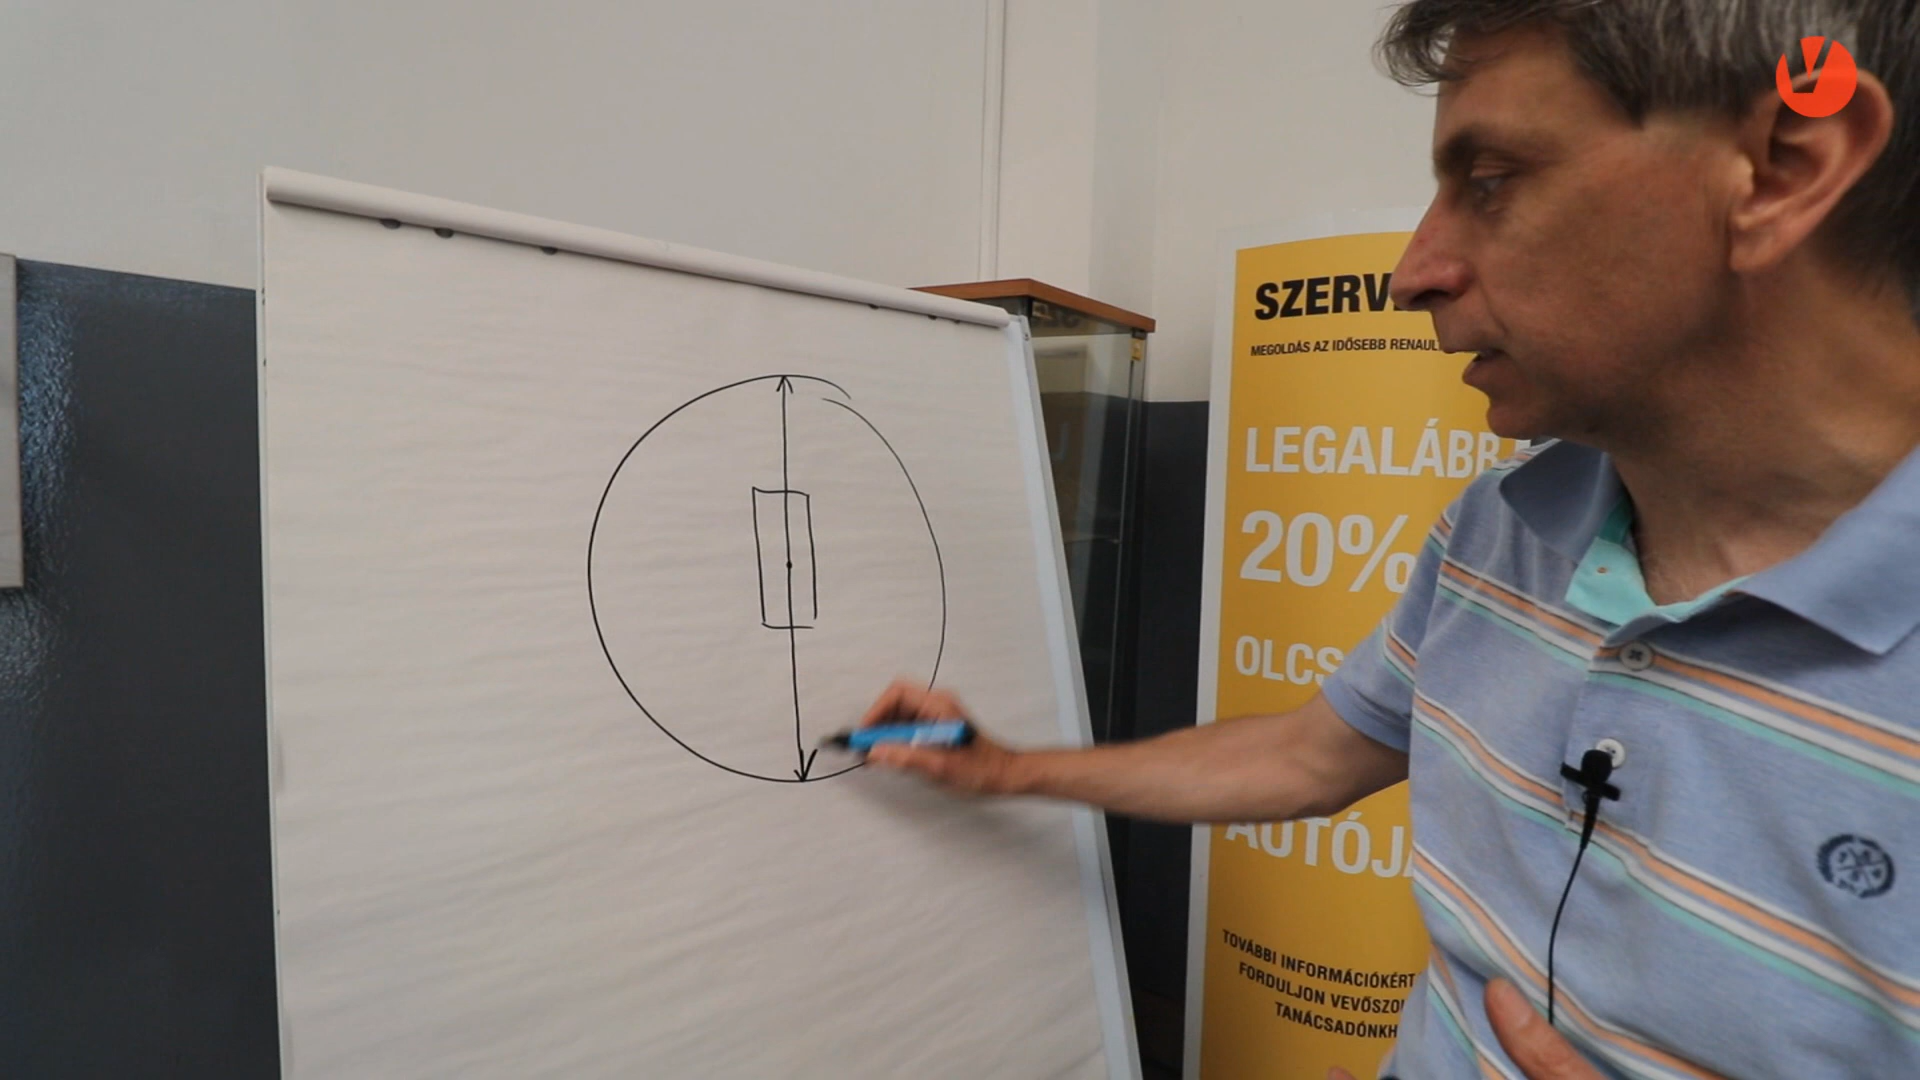 SZERV
MEGOLDÁS AZ IDŐSEBB RENAULT
LEGALÁBB
20%
OLCS
AUTÓJA
TOVÁBBI INFORMÁCIÓKÉRT
FORDULJON VEVŐSZO
TANÁCSADÓNKH